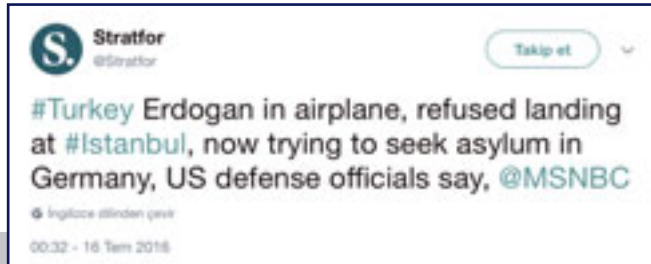 S.
Stratfor
@Stratfor
Takip et
#Turkey Erdogan in airplane, refused landing
at #Istanbul, now trying to seek asylum in
Germany, US defense officials say, @MSNBC
İngilizce dilinden çevir
00:32 - 16 Tem 2016